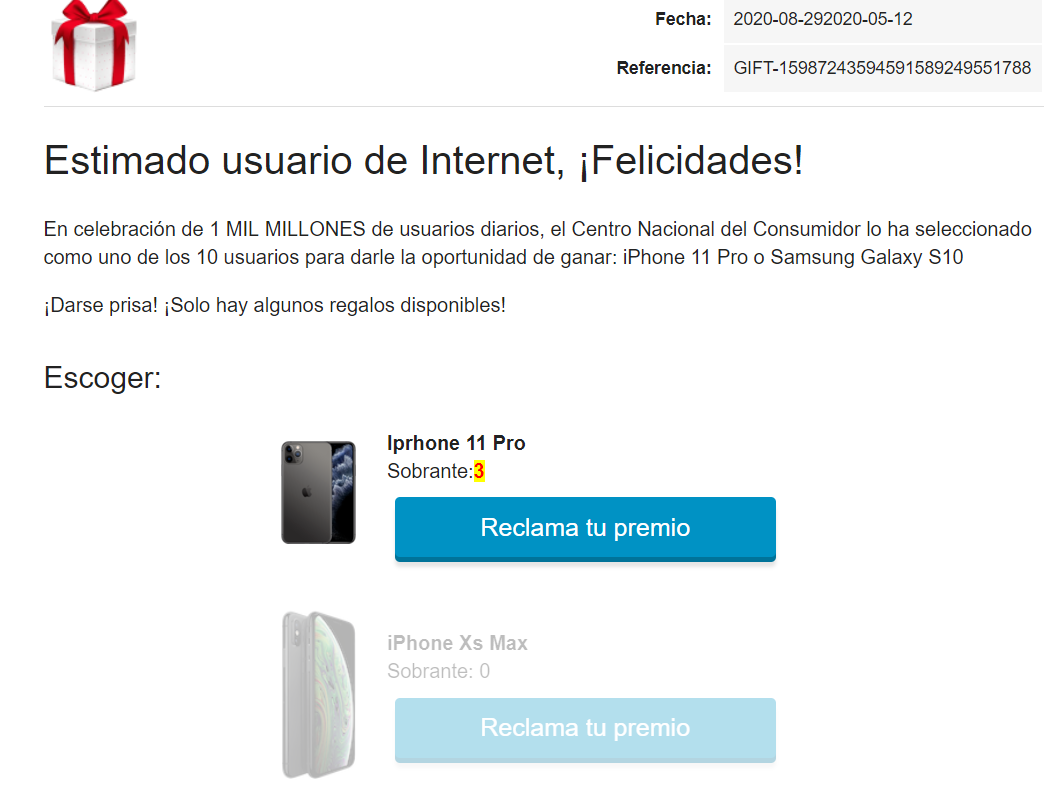 Fecha: 2020-08-292020-05-12
Referencia: GIFT-15987243594591589249551788
Estimado usuario de Internet, ¡Felicidades!
En celebración de 1 MIL MILLONES de usuarios diarios, el Centro Nacional del Consumidor lo ha seleccionado
como uno de los 10 usuarios para darle la oportunidad de ganar: iPhone 11 Pro o Samsung Galaxy S10
¡Darse prisa! ¡Solo hay algunos regalos disponibles!
Escoger:
Iprhone 11 Pro
Sobrante:3
Reclama tu premio
iPhone Xs Max
Sobrante: 0
Reclama tu premio